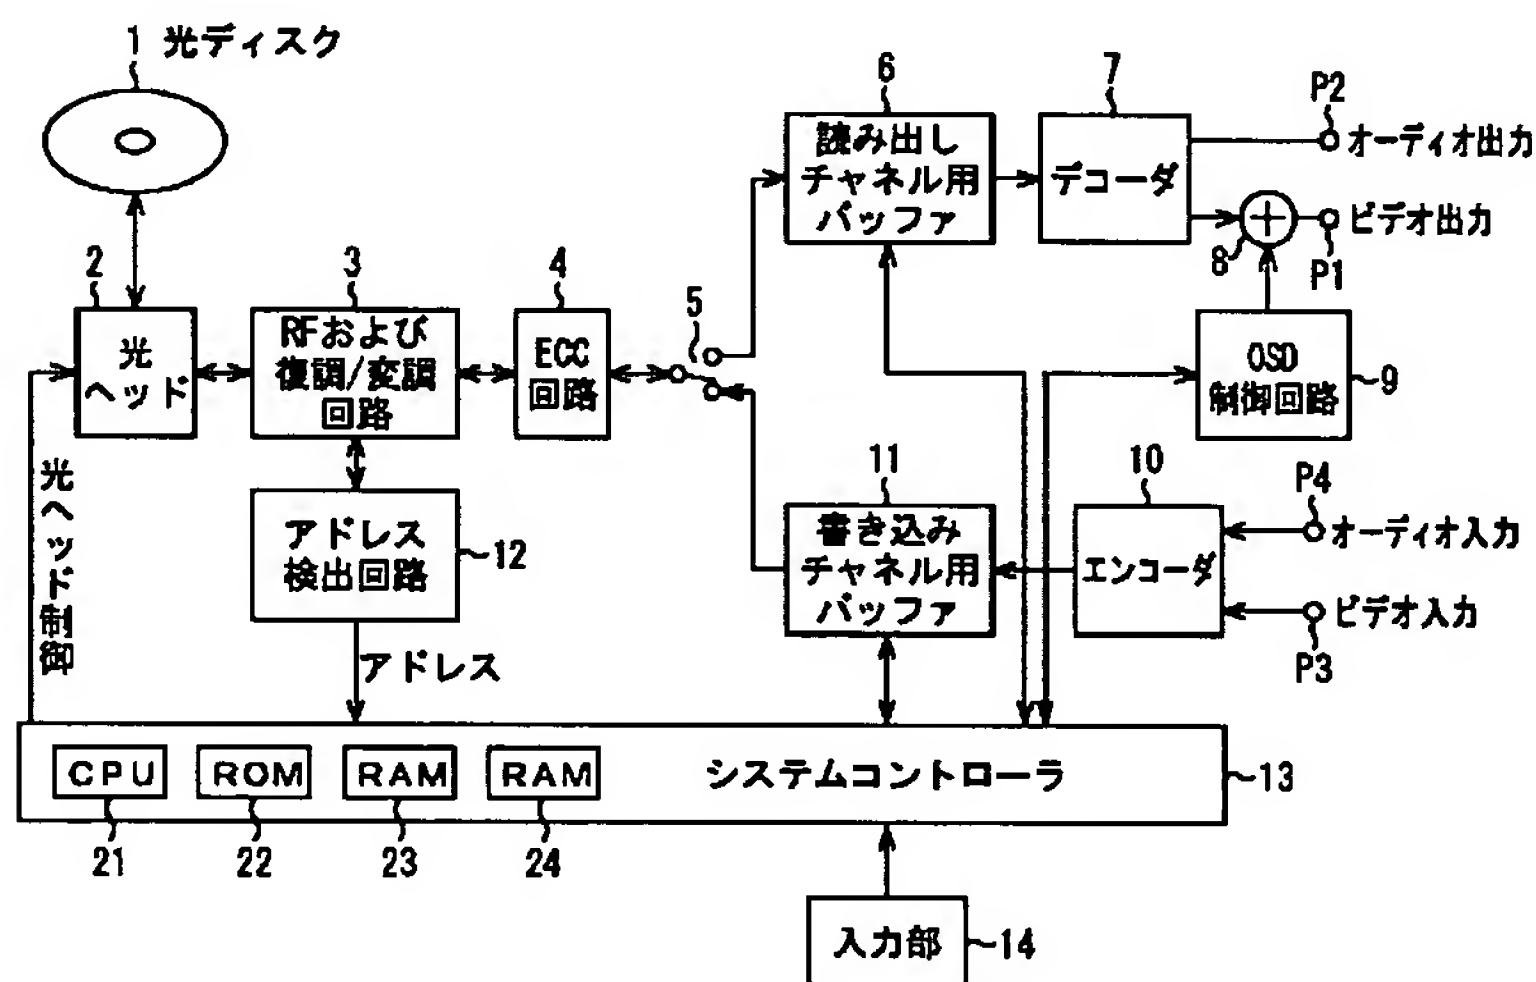 1 光ディスク
2
光
ヘッド
3
RFおよび
復調/変調
回路
4
ECC
回路
5
6
読み出し
チャネル用
バッファ
7
デコーダ
P2
オーディオ出力
8
ビデオ出力
P1
OSD
制御回路
9
光ヘッド制御
アドレス
検出回路
12
アドレス
11
書き込み
チャネル用
バッファ
10
エンコーダ
P4
オーディオ入力
ビデオ入力
P3
CPU
ROM
RAM
RAM
システムコントローラ
13
21
22
23
24
入力部
14